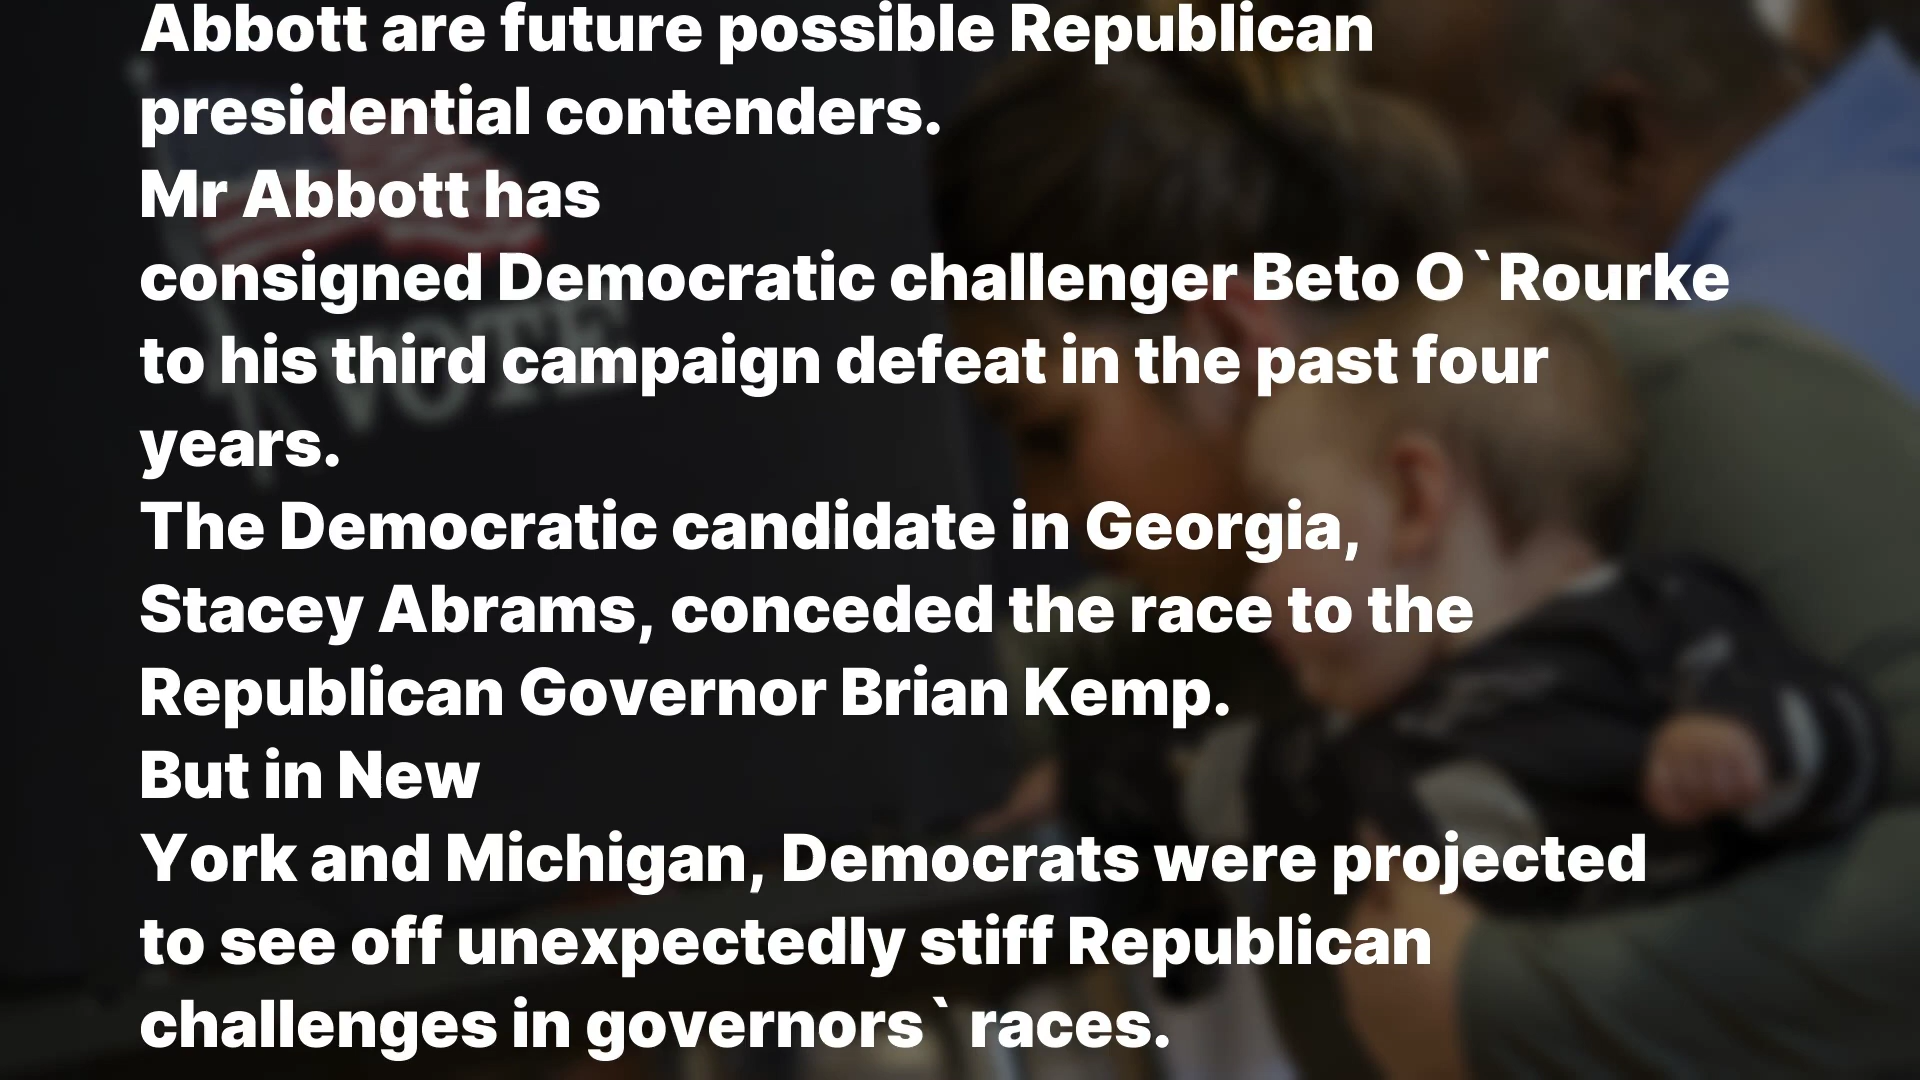 Abbott are future possible Republican
presidential contenders.
Mr Abbott has
consigned Democratic challenger Beto O`Rourke
to his third campaign defeat in the past four
years.
The Democratic candidate in Georgia,
Stacey Abrams, conceded the race to the
Republican Governor Brian Kemp.
But in New
York and Michigan, Democrats were projected
to see off unexpectedly stiff Republican
challenges in governors` races.
VOTE